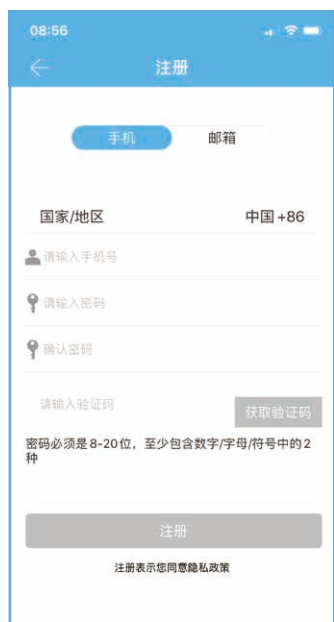 08:56
注册
手机
邮箱
国家/地区 中国 +86
请输入手机号
请输入密码
确认密码
请输入验证码 获取验证码
密码必须是8-20位，至少包含数字/字母/符号中的2
种
注册
注册表示您同意隐私政策